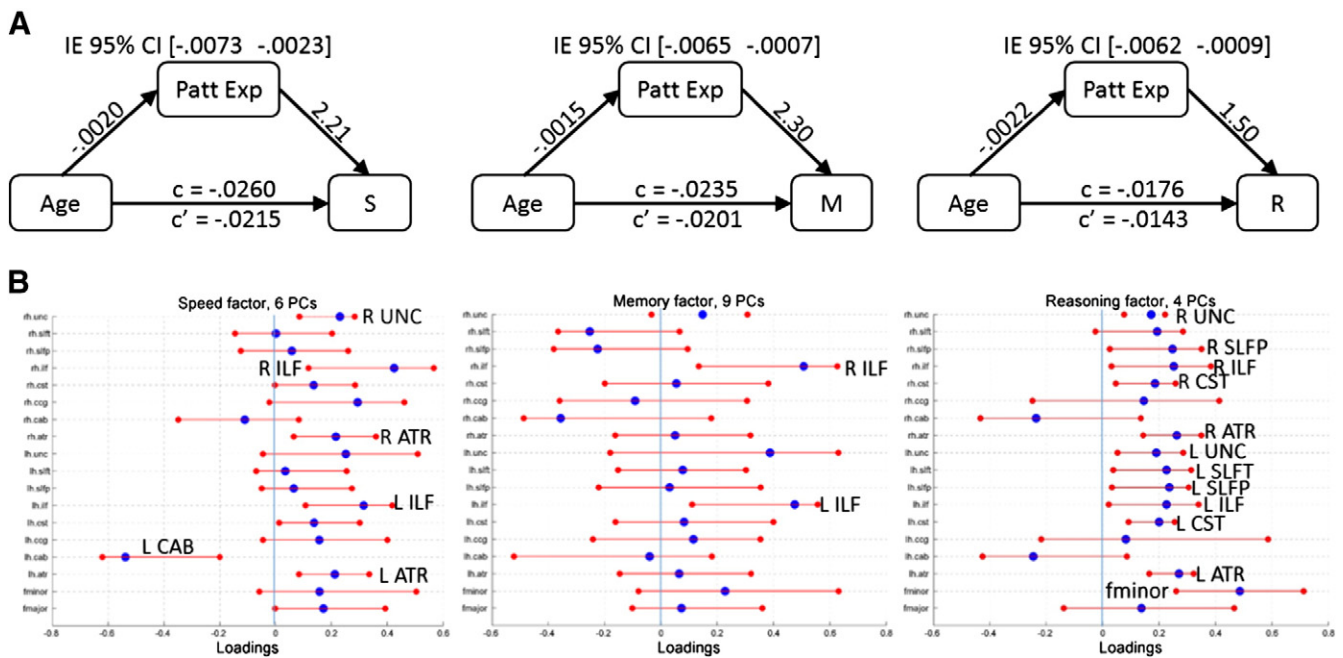 A
IE 95% CI [-.0073 -.0023]
Patt Exp
-.0020
2.21
Age
c = -.0260
c’ = -.0215
S
IE 95% CI [-.0065 -.0007]
Patt Exp
-.0015
2.30
Age
c = -.0235
c’ = -.0201
M
IE 95% CI [-.0062 -.0009]
Patt Exp
-.0022
1.50
Age
c = -.0176
c’ = -.0143
R
B
Speed factor, 6 PCs
rh.unc
R UNC
rh.slft
rh.slfp
rh.ilf
R ILF
rh.cst
rh.ccg
rh.cab
rh.atr
R ATR
lh.unc
lh.slft
lh.slfp
lh.ilf
L ILF
lh.cst
lh.ccg
lh.cab
L CAB
lh.atr
L ATR
fminor
fmajor
-0.8 -0.6 -0.4 -0.2 0 0.2 0.4 0.6
Loadings
Memory factor, 9 PCs
rh.unc
rh.slft
rh.slfp
rh.ilf
R ILF
rh.cst
rh.ccg
rh.cab
rh.atr
lh.unc
lh.slft
lh.slfp
lh.ilf
L ILF
lh.cst
lh.ccg
lh.cab
lh.atr
fminor
fmajor
-0.6 -0.4 -0.2 0 0.2 0.4 0.6 0.8
Loadings
Reasoning factor, 4 PCs
rh.unc
R UNC
rh.slft
rh.slfp
R SLFP
rh.ilf
R ILF
rh.cst
R CST
rh.ccg
rh.cab
rh.atr
R ATR
lh.unc
L UNC
lh.slft
L SLFT
lh.slfp
L SLFP
lh.ilf
L ILF
lh.cst
L CST
lh.ccg
lh.cab
lh.atr
L ATR
fminor
fminor
fmajor
-0.6 -0.4 -0.2 0 0.2 0.4 0.6 0.8
Loadings